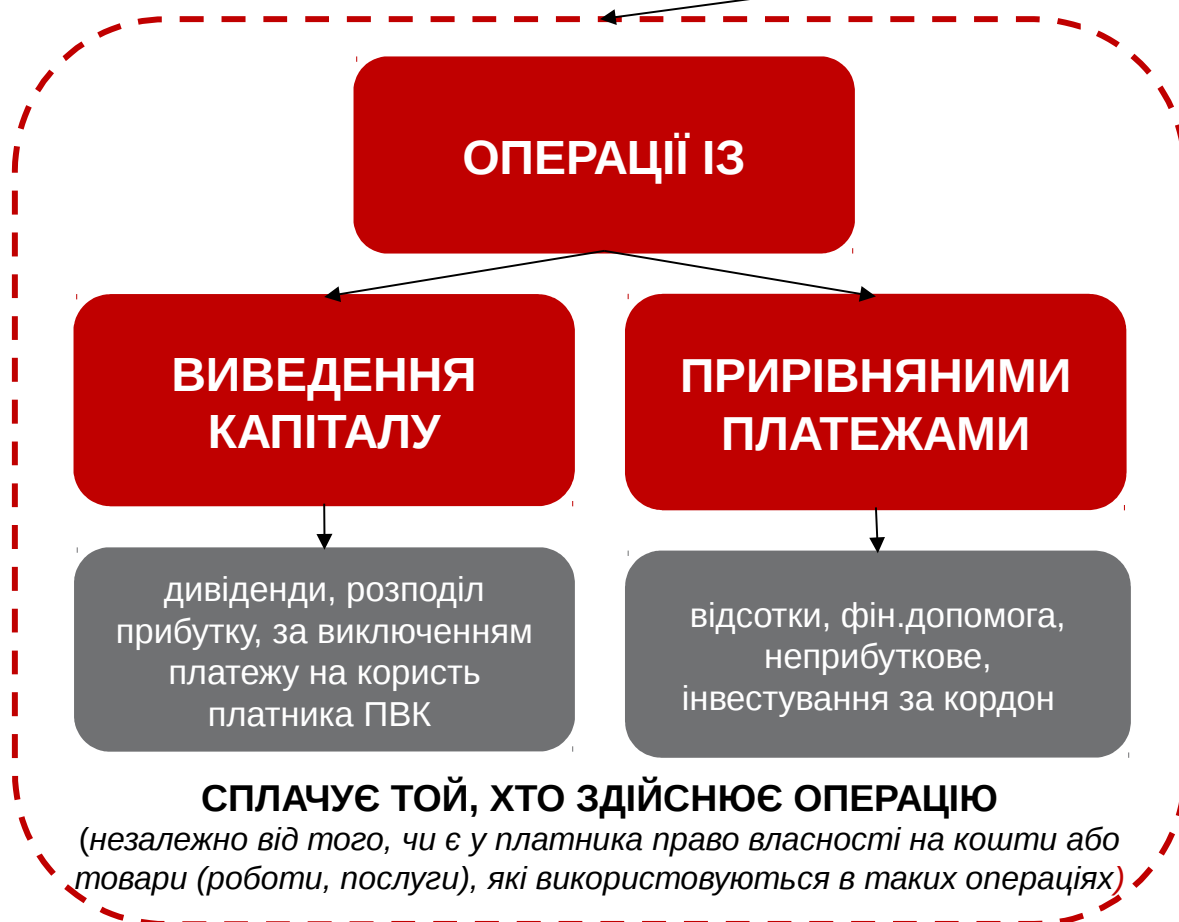 ОПЕРАЦІЇ ІЗ
ВИВЕДЕННЯ
КАПІТАЛУ
ПРИРІВНЯНИМИ
ПЛАТЕЖАМИ
дивіденди, розподіл
прибутку, за виключенням
платежу на користь
платника ПВК
відсотки, фін.допомога,
неприбуткове,
інвестування за кордон
СПЛАЧУЄ ТОЙ, ХТО ЗДІЙСНЮЄ ОПЕРАЦІЮ
(незалежно від того, чи є у платника право власності на кошти або
товари (роботи, послуги), які використовуються в таких операціях)